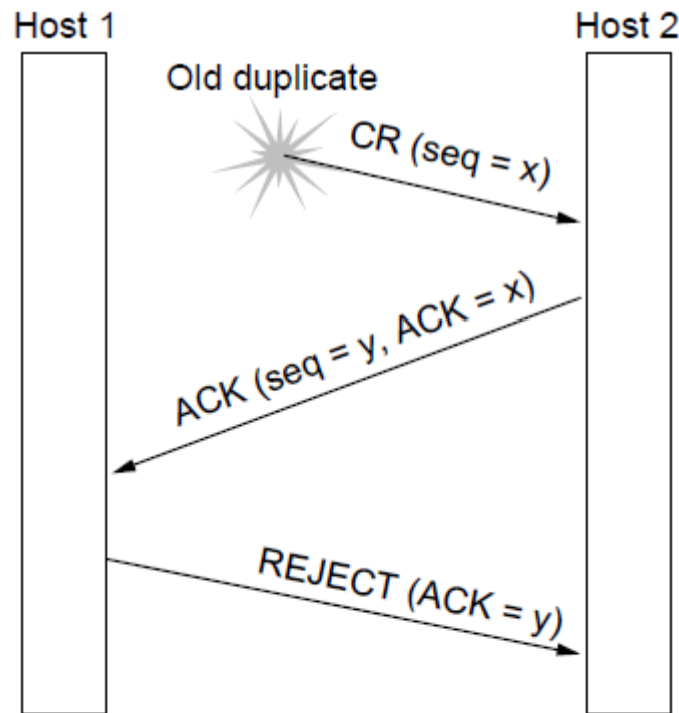 Host 1
Host 2
Old duplicate
CR (seq = x)
ACK (seq = y, ACK = x)
REJECT (ACK = y)